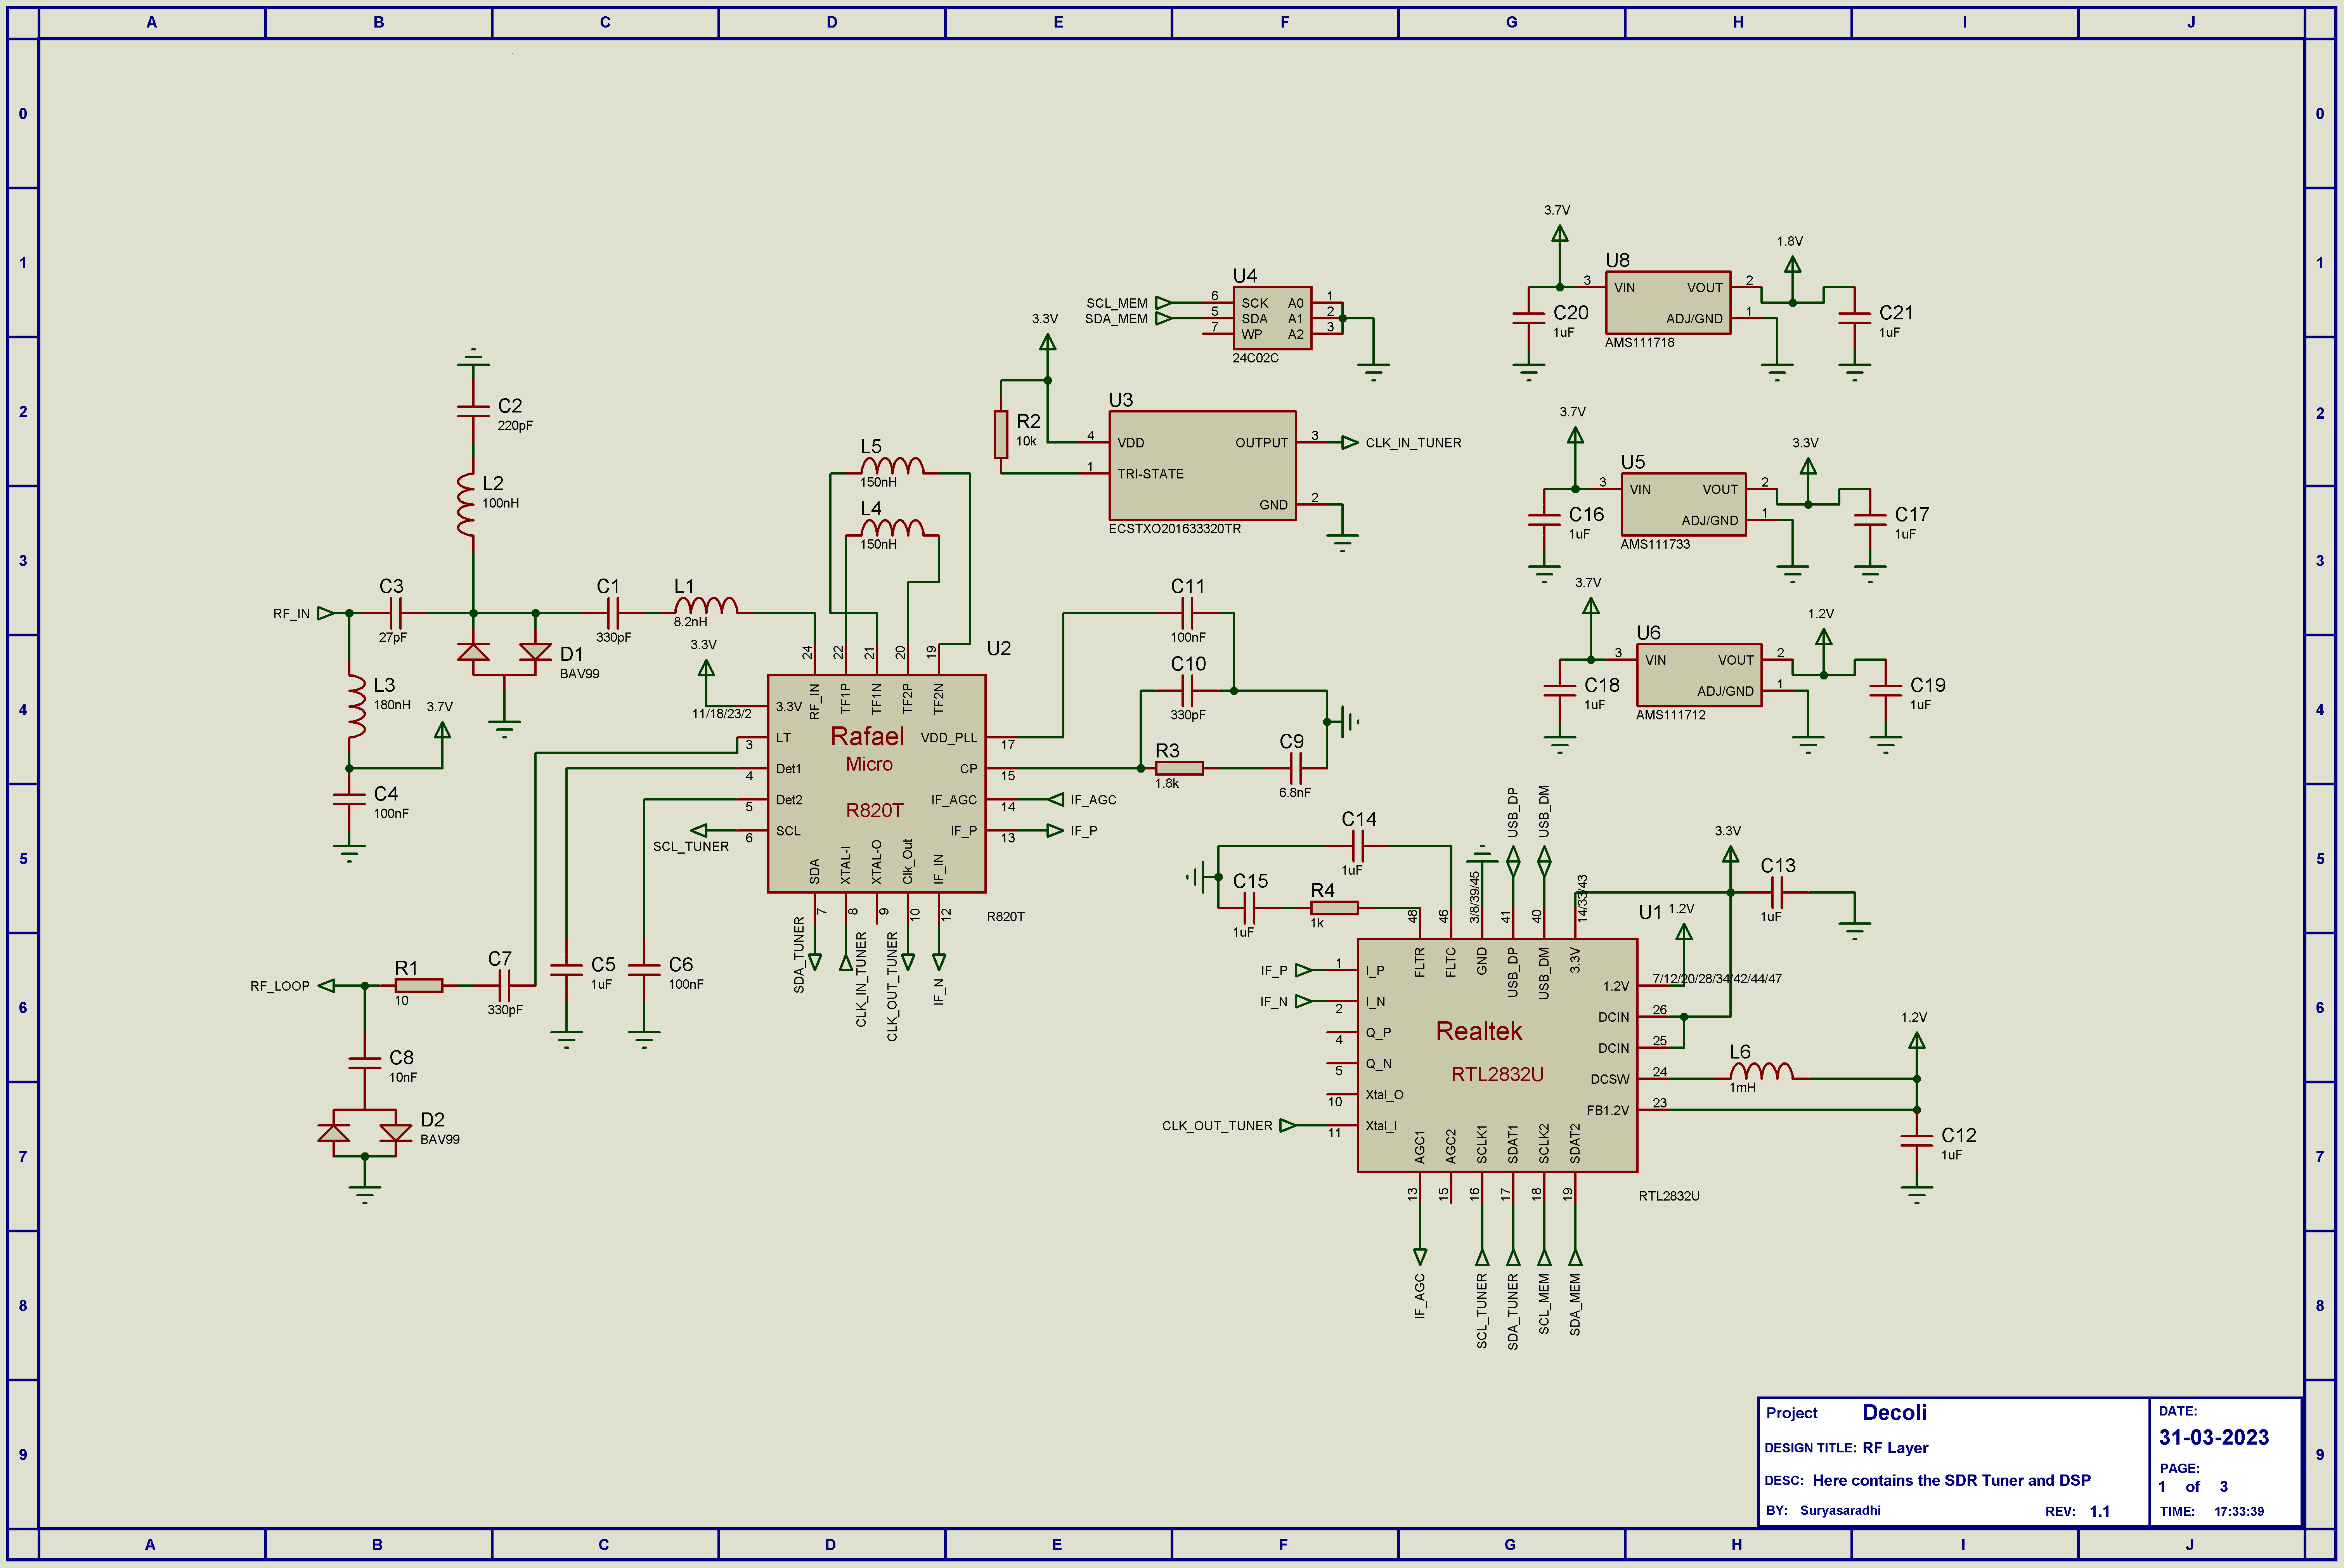 A B C D E F G H I J
0 0
3.7V
1.8V
1 1
U8
3 VIN VOUT 2
ADJ/GND 1
C20
1uF
C21
1uF
AMS111718
U4
SCL_MEM 6 SCK A0 1
SDA_MEM 5 SDA A1 2
7 WP A2 3
24C02C
3.3V
2 2
C2
220pF
U3
R2
10k
4 VDD OUTPUT 3 CLK_IN_TUNER
1 TRI-STATE
GND 2
ECSTXO201633320TR
3.7V
3.3V
U5
3 VIN VOUT 2
ADJ/GND 1
C16
1uF
C17
1uF
AMS111733
L2
100nH
L5
150nH
L4
150nH
3 3
RF_IN
C3
27pF
C1
330pF
L1
8.2nH
D1
BAV99
L3
180nH
3.7V
C4
100nF
3.3V
3.7V
1.2V
U6
3 VIN VOUT 2
ADJ/GND 1
C18
1uF
C19
1uF
AMS111712
4 4
24 22 21 20 19
U2
RF_IN TF1P TF1N TF2P TF2N
11/18/23/2 3.3V
3 LT
4 Det1
5 Det2
6 SCL
SCL_TUNER
Rafael
Micro
R820T
VDD_PLL 17
CP 15
IF_AGC 14 IF_AGC
IF_P 13 IF_P
SDA XTAL-I XTAL-O Clk_Out IF_IN
7 8 9 10 12
R820T
SDA_TUNER CLK_IN_TUNER CLK_OUT_TUNER IF_N
C11
100nF
C10
330pF
R3
1.8k
C9
6.8nF
5 5
C14
1uF
C15
1uF
R4
1k
USB_DP USB_DM
3.3V
C13
1uF
48 46 3/8/39/45 41 40 14/33/43
U1
1.2V
FLTR FLTC GND USB_DP USB_DM 3.3V
RF_LOOP
R1
10
C7
330pF
C5
1uF
C6
100nF
6 6
C8
10nF
D2
BAV99
IF_P 1 I_P
IF_N 2 I_N
4 Q_P
5 Q_N
10 Xtal_O
CLK_OUT_TUNER 11 Xtal_I
Realtek
RTL2832U
1.2V 7/12/20/28/34/42/44/47
DCIN 26
DCIN 25
DCSW 24
FB1.2V 23
L6
1mH
1.2V
C12
1uF
7 7
AGC1 AGC2 SCLK1 SDAT1 SCLK2 SDAT2
13 15 16 17 18 19
RTL2832U
IF_AGC SCL_TUNER SDA_TUNER SCL_MEM SDA_MEM
8 8
9 9
Project Decoli
DESIGN TITLE: RF Layer
DESC: Here contains the SDR Tuner and DSP
BY: Suryasaradhi REV: 1.1
DATE:
31-03-2023
PAGE:
1 of 3
TIME: 17:33:39
A B C D E F G H I J